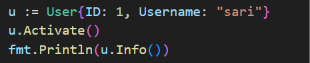 u := User{ID: 1, Username: "sari"}
u.Activate()
fmt.Println(u.Info())